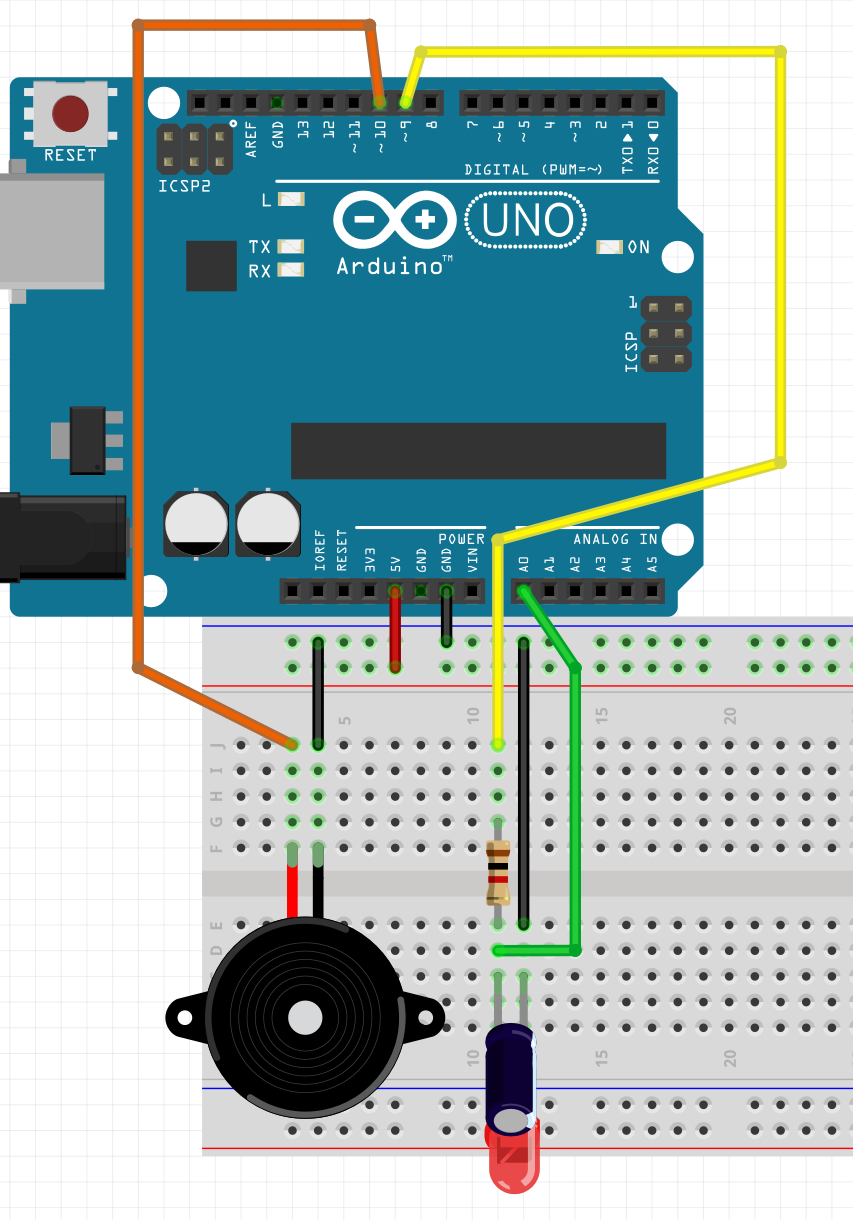 RESET
ICSP2
AREF
GND
13
12
~11
~10
~9
8
7
~6
~5
4
~3
2
TX0▶1
RX0◀0
DIGITAL (PWM=~)
L
TX
RX
UNO
Arduino™
ON
1
ICSP
POWER
ANALOG IN
IOREF
RESET
3V3
5V
GND
GND
VIN
A0
A1
A2
A3
A4
A5
5
10
15
20
J
I
H
G
F
E
D
10
15
20